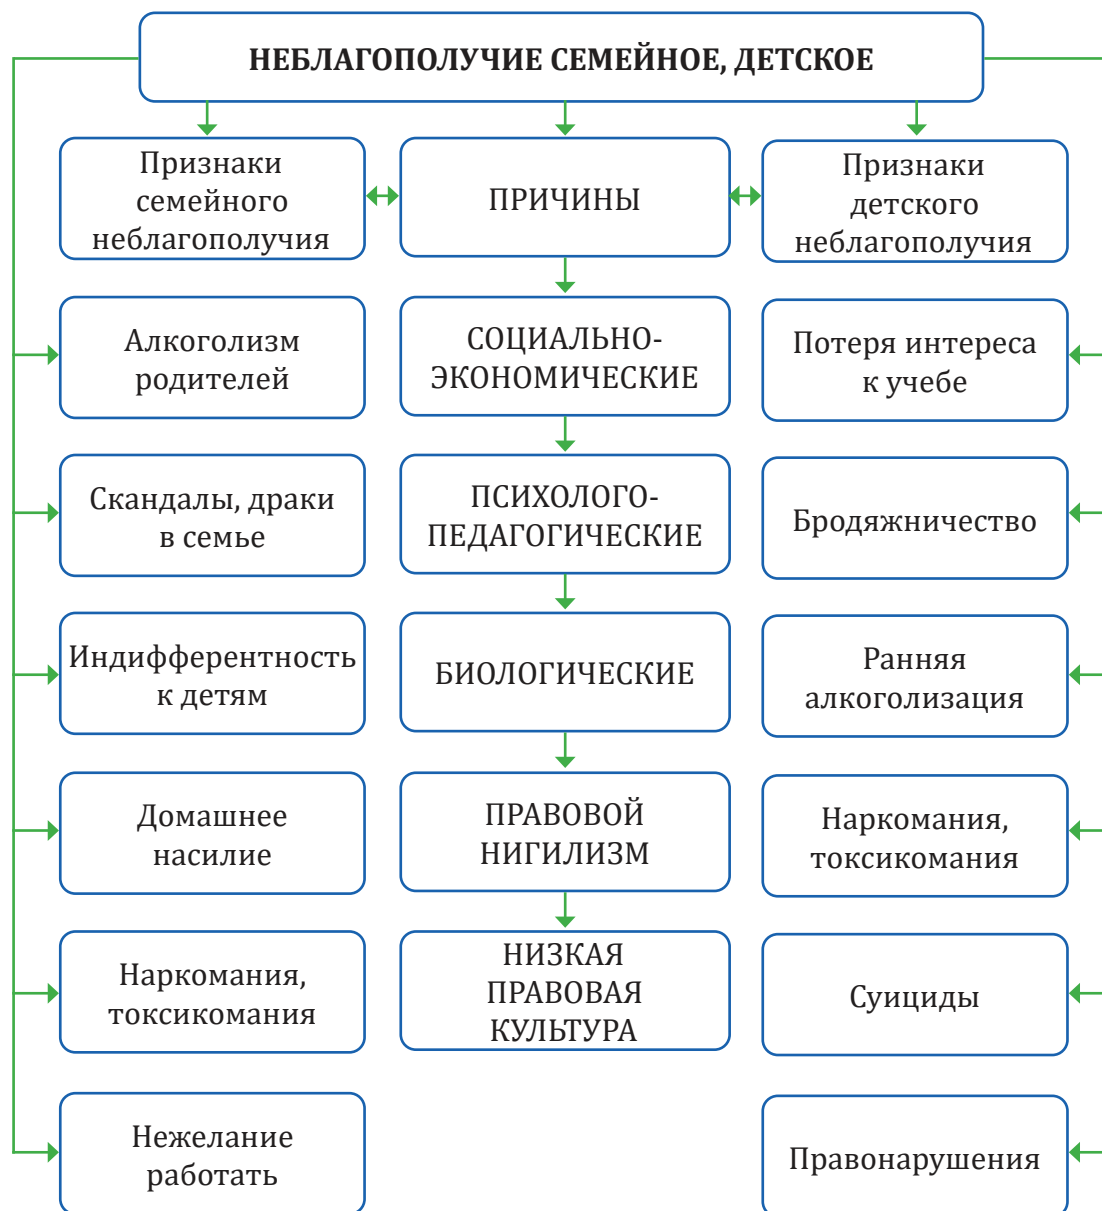 НЕБЛАГОПОЛУЧИЕ СЕМЕЙНОЕ, ДЕТСКОЕ
Признаки
семейного
неблагополучия
ПРИЧИНЫ
Признаки
детского
неблагополучия
Алкоголизм
родителей
СОЦИАЛЬНО-
ЭКОНОМИЧЕСКИЕ
Потеря интереса
к учебе
Скандалы, драки
в семье
ПСИХОЛОГО-
ПЕДАГОГИЧЕСКИЕ
Бродяжничество
Индифферентность
к детям
БИОЛОГИЧЕСКИЕ
Ранняя
алкоголизация
Домашнее
насилие
ПРАВОВОЙ
НИГИЛИЗМ
Наркомания,
токсикомания
Наркомания,
токсикомания
НИЗКАЯ
ПРАВОВАЯ
КУЛЬТУРА
Суициды
Нежелание
работать
Правонарушения